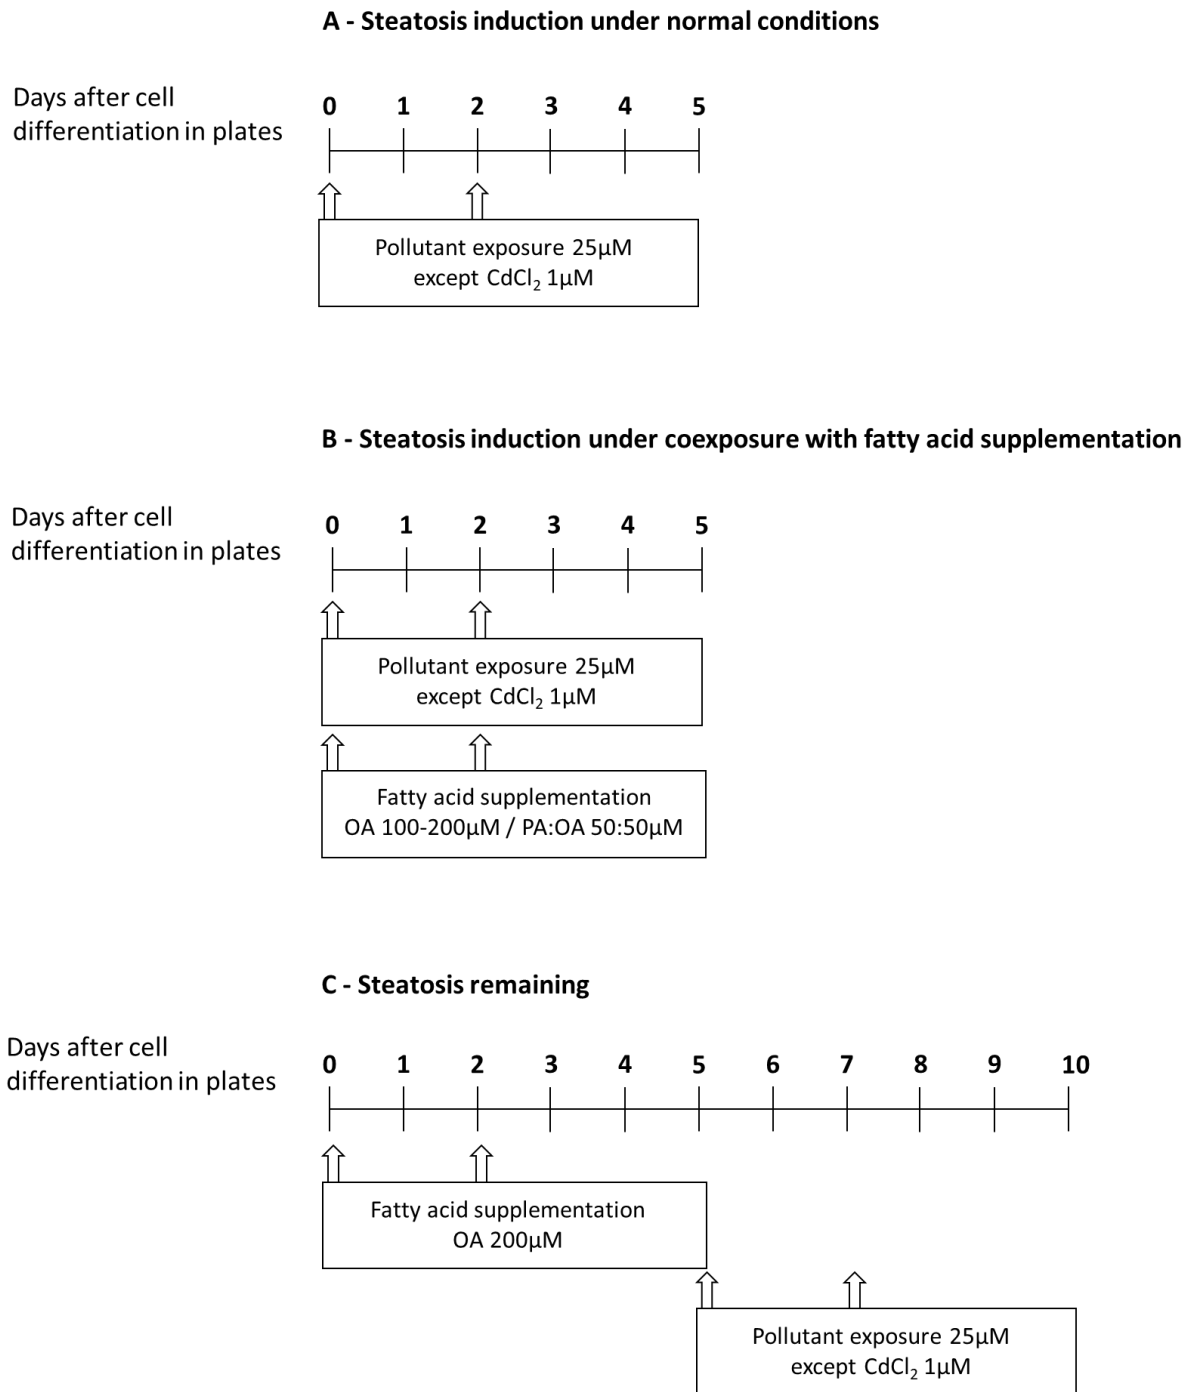 A - Steatosis induction under normal conditions
Days after cell
differentiation in plates
0 1 2 3 4 5
Pollutant exposure 25µM
except CdCl₂ 1µM
B - Steatosis induction under coexposure with fatty acid supplementation
Days after cell
differentiation in plates
0 1 2 3 4 5
Pollutant exposure 25µM
except CdCl₂ 1µM
Fatty acid supplementation
OA 100-200µM / PA:OA 50:50µM
C - Steatosis remaining
Days after cell
differentiation in plates
0 1 2 3 4 5 6 7 8 9 10
Fatty acid supplementation
OA 200µM
Pollutant exposure 25µM
except CdCl₂ 1µM